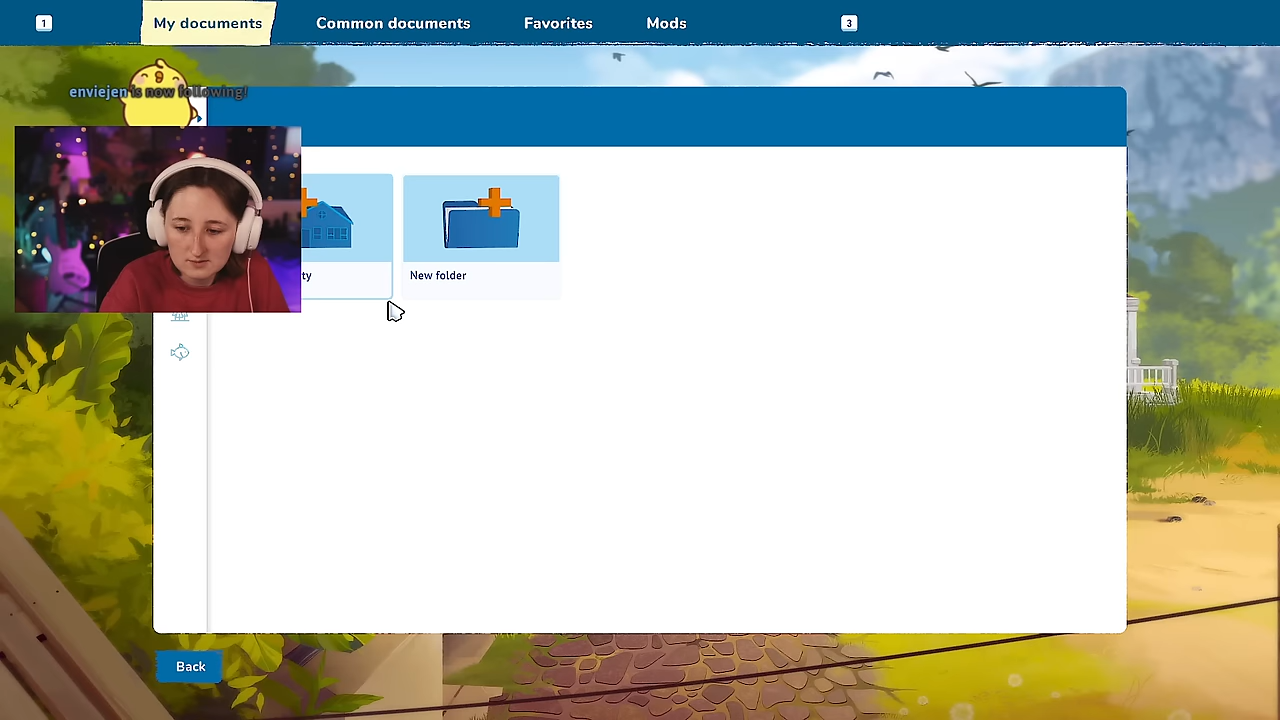 1 My documents Common documents Favorites Mods 3
enviejen is now following!
ty New folder
Back